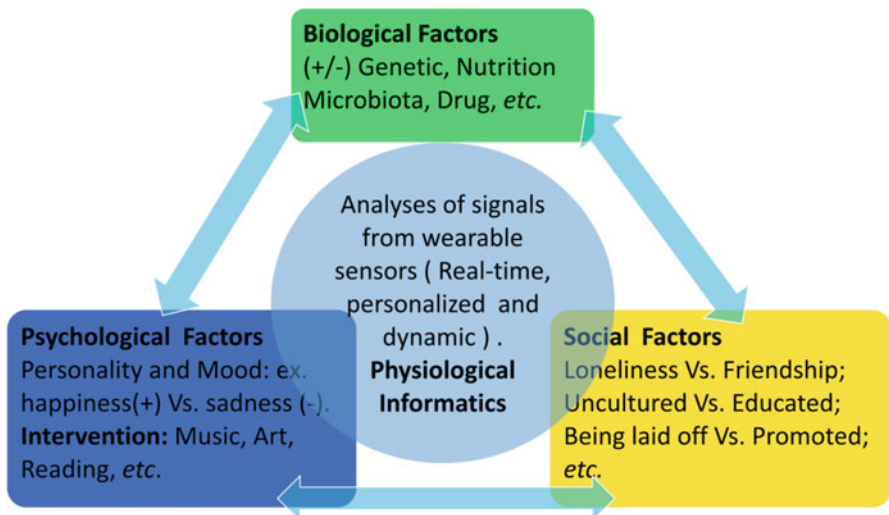 Biological Factors
(+/-) Genetic, Nutrition
Microbiota, Drug, etc.
Analyses of signals
from wearable
sensors ( Real-time,
personalized and
dynamic ) .
Physiological
Informatics
Psychological Factors
Personality and Mood: ex.
happiness(+) Vs. sadness (-).
Intervention: Music, Art,
Reading, etc.
Social Factors
Loneliness Vs. Friendship;
Uncultured Vs. Educated;
Being laid off Vs. Promoted;
etc.